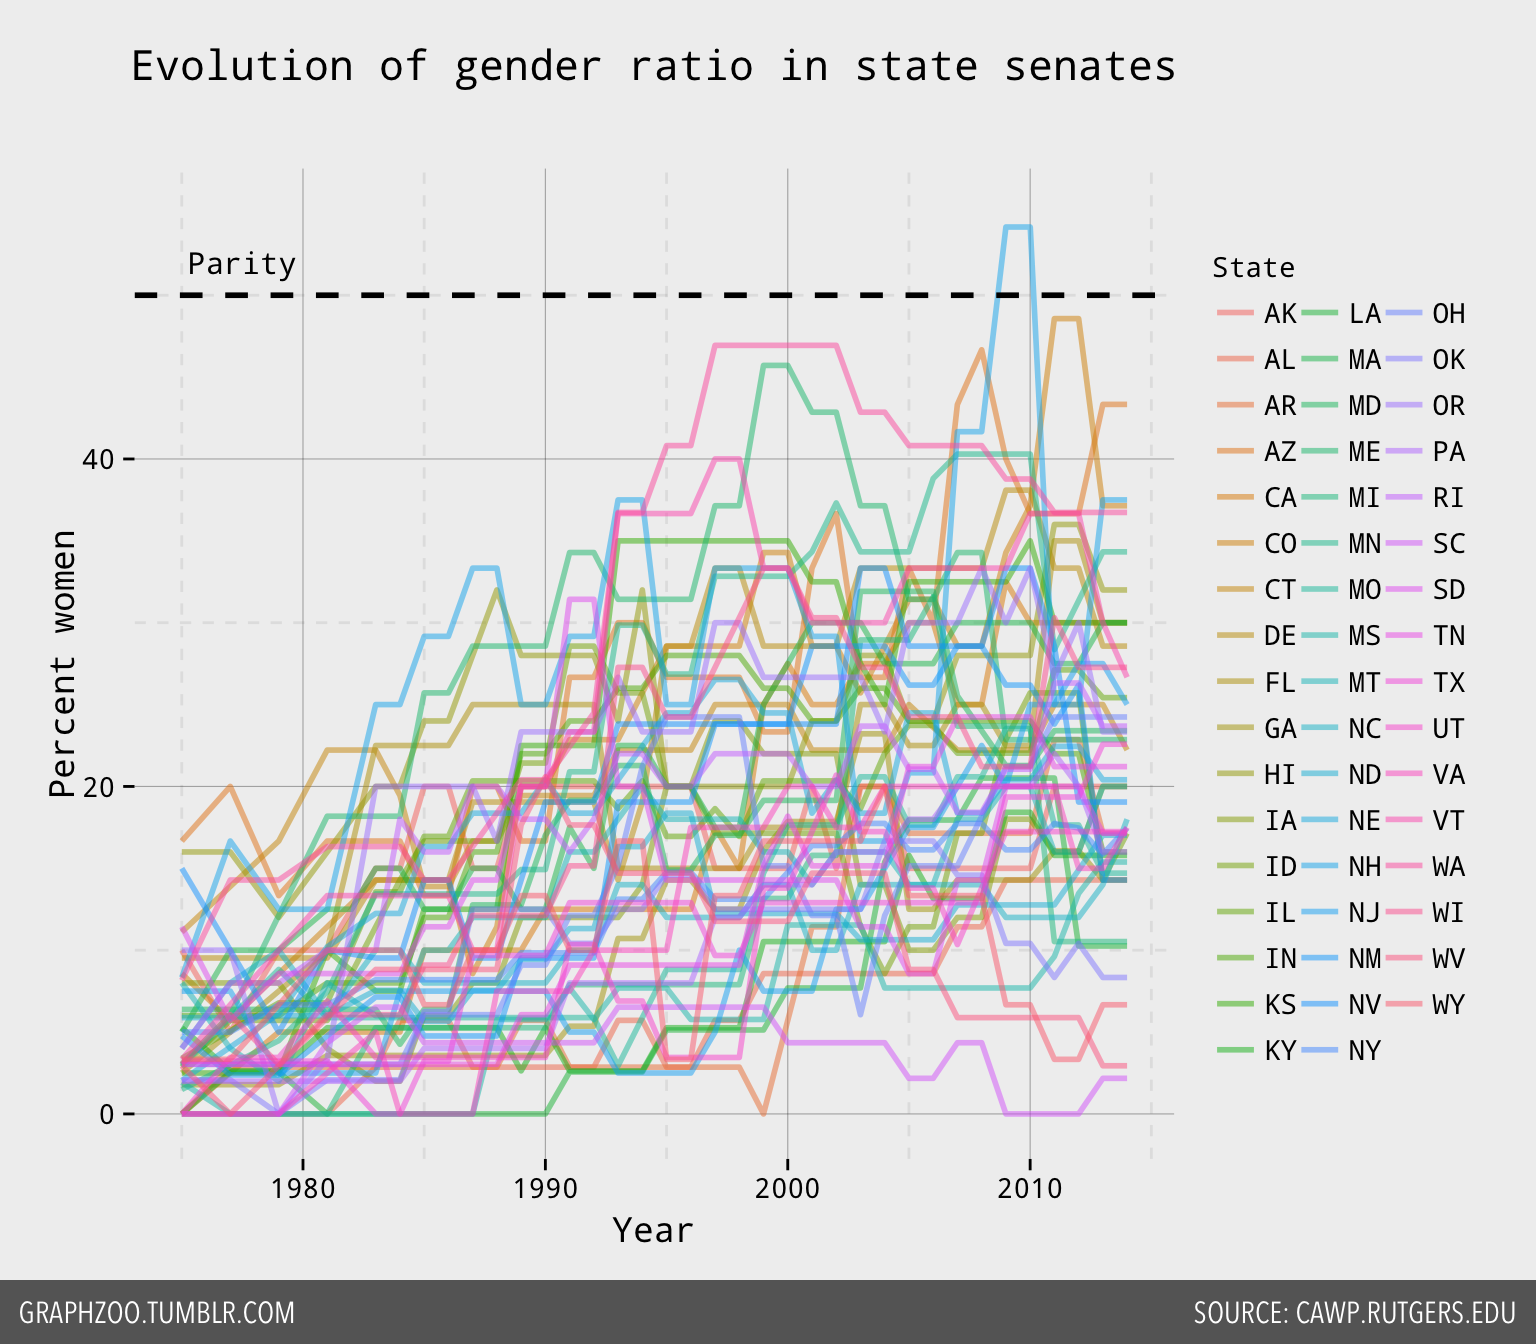 Evolution of gender ratio in state senates
Parity
40
20
0
Percent women
1980 1990 2000 2010
Year
State
AK LA OH
AL MA OK
AR MD OR
AZ ME PA
CA MI RI
CO MN SC
CT MO SD
DE MS TN
FL MT TX
GA NC UT
HI ND VA
IA NE VT
ID NH WA
IL NJ WI
IN NM WV
KS NV WY
KY NY
GRAPHZOO.TUMBLR.COM SOURCE: CAWP.RUTGERS.EDU